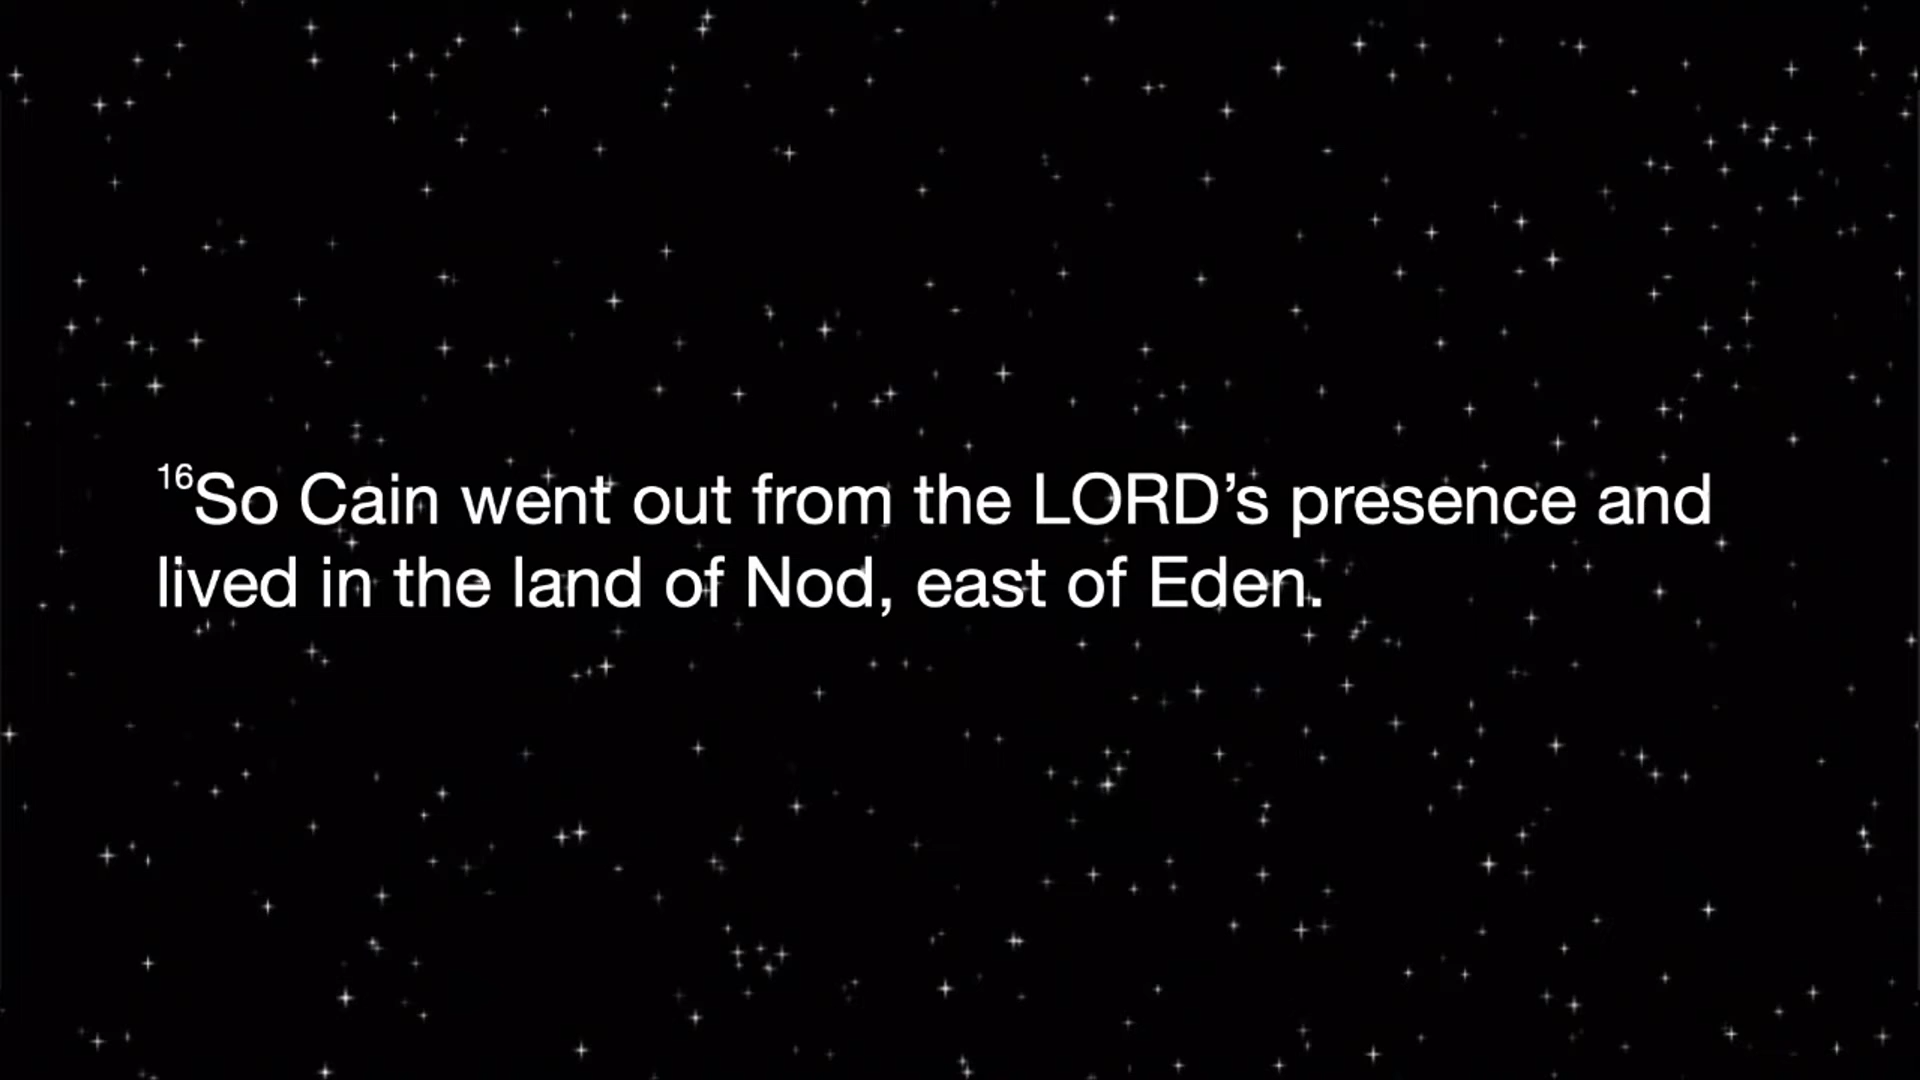 ¹⁶So Cain went out from the LORD’s presence and
lived in the land of Nod, east of Eden.